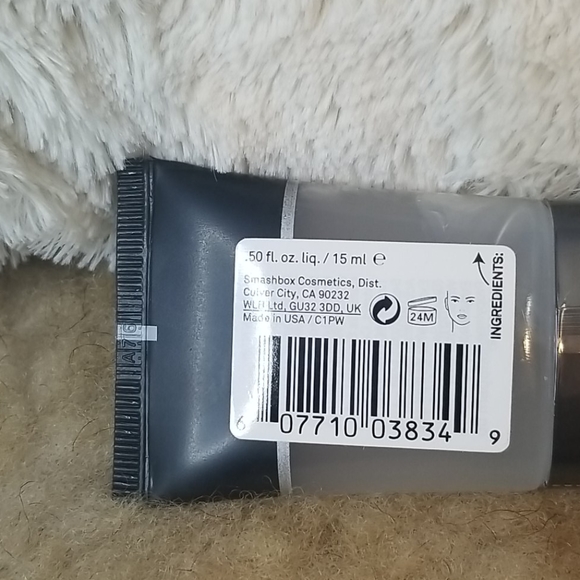 .50 fl. oz. liq. / 15 ml ℮
Smashbox Cosmetics, Dist.
Culver City, CA 90232
WLR Ltd, GU32 3DD, UK
Made in USA / C1PW
24M
INGREDIENTS:
6 07710 03834 9
A76